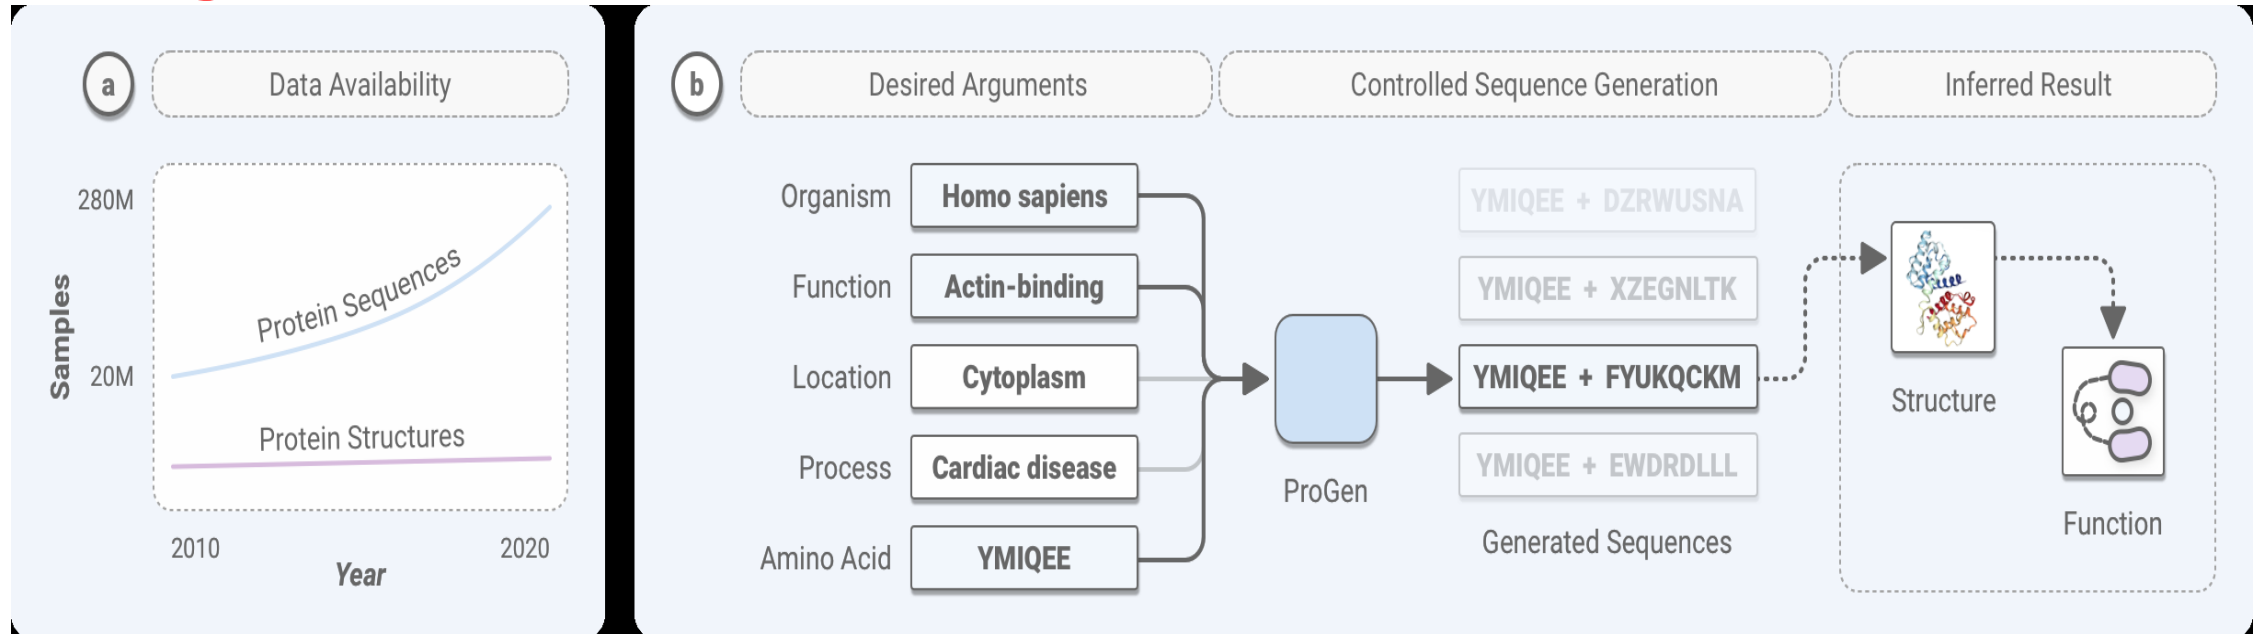 a
Data Availability
280M
20M
Samples
Protein Sequences
Protein Structures
2010
2020
Year
b
Desired Arguments
Controlled Sequence Generation
Inferred Result
Organism
Homo sapiens
Function
Actin-binding
Location
Cytoplasm
Process
Cardiac disease
Amino Acid
YMIQEE
ProGen
YMIQEE + DZRWUSNA
YMIQEE + XZEGNLTK
YMIQEE + FYUKQCKM
YMIQEE + EWDRDLLL
Generated Sequences
Structure
Function